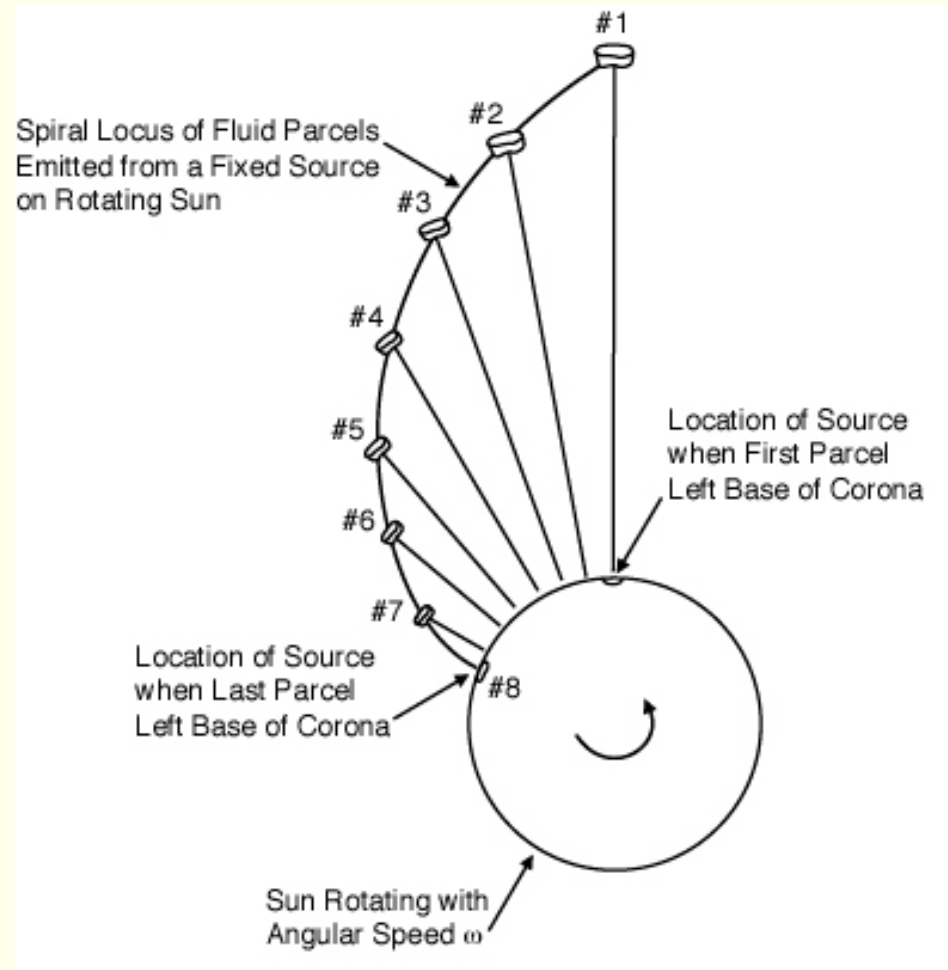 #1
#2
Spiral Locus of Fluid Parcels
Emitted from a Fixed Source
on Rotating Sun
#3
#4
#5
Location of Source
when First Parcel
Left Base of Corona
#6
#7
Location of Source
when Last Parcel
Left Base of Corona
#8
Sun Rotating with
Angular Speed ω